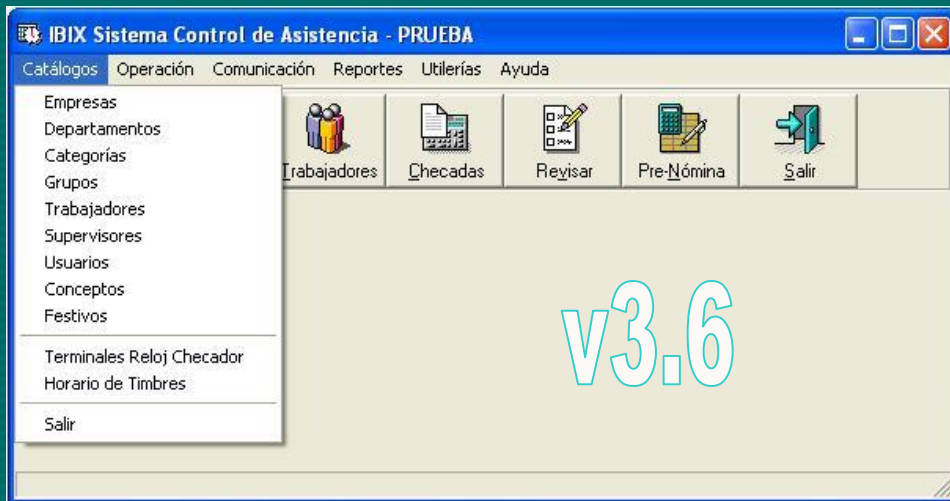 IBIX Sistema Control de Asistencia - PRUEBA
Catálogos Operación Comunicación Reportes Utilerías Ayuda
Empresas
Departamentos
Categorías
Grupos
Trabajadores
Supervisores
Usuarios
Conceptos
Festivos
Terminales Reloj Checador
Horario de Timbres
Salir
Trabajadores Checadas Revisar Pre-Nómina Salir
v3.6